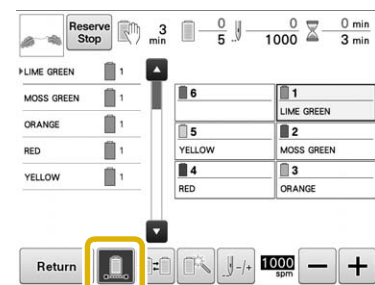 Reserve Stop
3 min
0 5
0 1000
0 min 3 min
LIME GREEN 1
MOSS GREEN 1
ORANGE 1
RED 1
YELLOW 1
6
1 LIME GREEN
5 YELLOW
2 MOSS GREEN
4 RED
3 ORANGE
Return
-/+
1000 spm
− +